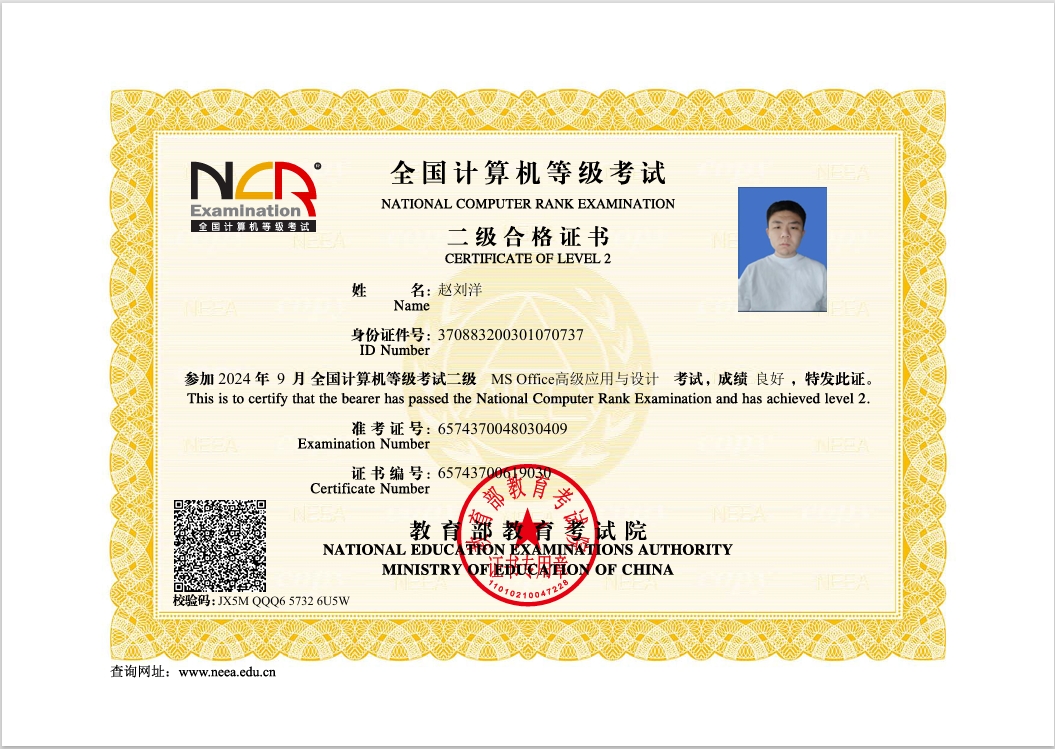 NCR
Examination
全国计算机等级考试
全国计算机等级考试
NATIONAL COMPUTER RANK EXAMINATION
二级合格证书
CERTIFICATE OF LEVEL 2
姓 名: 赵刘洋
Name
身份证件号: 370883200301070737
ID Number
参加 2024 年 9 月 全国计算机等级考试二级 MS Office高级应用与设计 考试, 成绩 良好 , 特发此证。
This is to certify that the bearer has passed the National Computer Rank Examination and has achieved level 2.
准考证号: 6574370048030409
Examination Number
证书编号: 65743700619030
Certificate Number
教育部教育考试院
NATIONAL EDUCATION EXAMINATIONS AUTHORITY
MINISTRY OF EDUCATION OF CHINA
教育部教育考试院
证书专用章
11010210047228
校验码: JX5M QQQ6 5732 6U5W
查询网址: www.neea.edu.cn